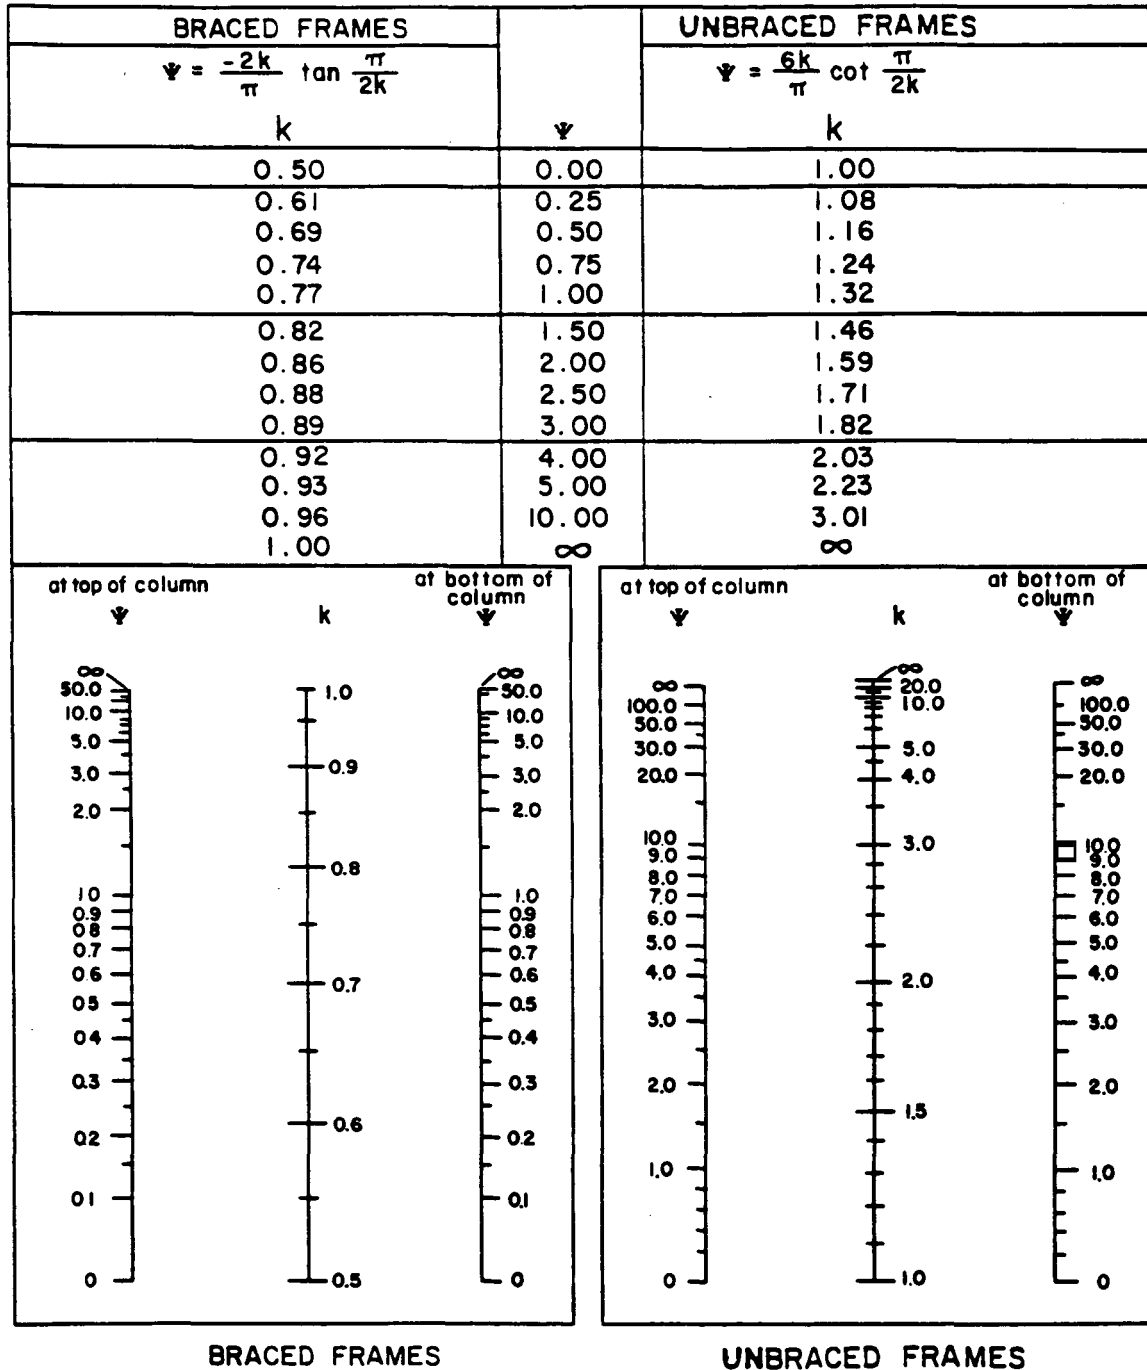 BRACED FRAMES UNBRACED FRAMES
Ψ = -2k/π tan π/2k Ψ = 6k/π cot π/2k
k Ψ k
0.50 0.00 1.00
0.61 0.25 1.08
0.69 0.50 1.16
0.74 0.75 1.24
0.77 1.00 1.32
0.82 1.50 1.46
0.86 2.00 1.59
0.88 2.50 1.71
0.89 3.00 1.82
0.92 4.00 2.03
0.93 5.00 2.23
0.96 10.00 3.01
1.00 ∞ ∞
at top of column
Ψ
∞
50.0
10.0
5.0
3.0
2.0
1.0
0.9
0.8
0.7
0.6
05
04
0.3
02
01
0
k
1.0
0.9
0.8
0.7
0.6
0.5
at bottom of
column
Ψ
∞
50.0
10.0
5.0
3.0
2.0
1.0
0.9
0.8
0.7
0.6
0.5
0.4
0.3
0.2
0.1
0
BRACED FRAMES
at top of column
Ψ
∞
100.0
50.0
30.0
20.0
10.0
9.0
8.0
7.0
6.0
5.0
4.0
3.0
2.0
1.0
0
k
∞
20.0
10.0
5.0
4.0
3.0
2.0
1.5
1.0
at bottom of
column
Ψ
∞
100.0
50.0
30.0
20.0
10.0
9.0
8.0
7.0
6.0
5.0
4.0
3.0
2.0
1.0
0
UNBRACED FRAMES